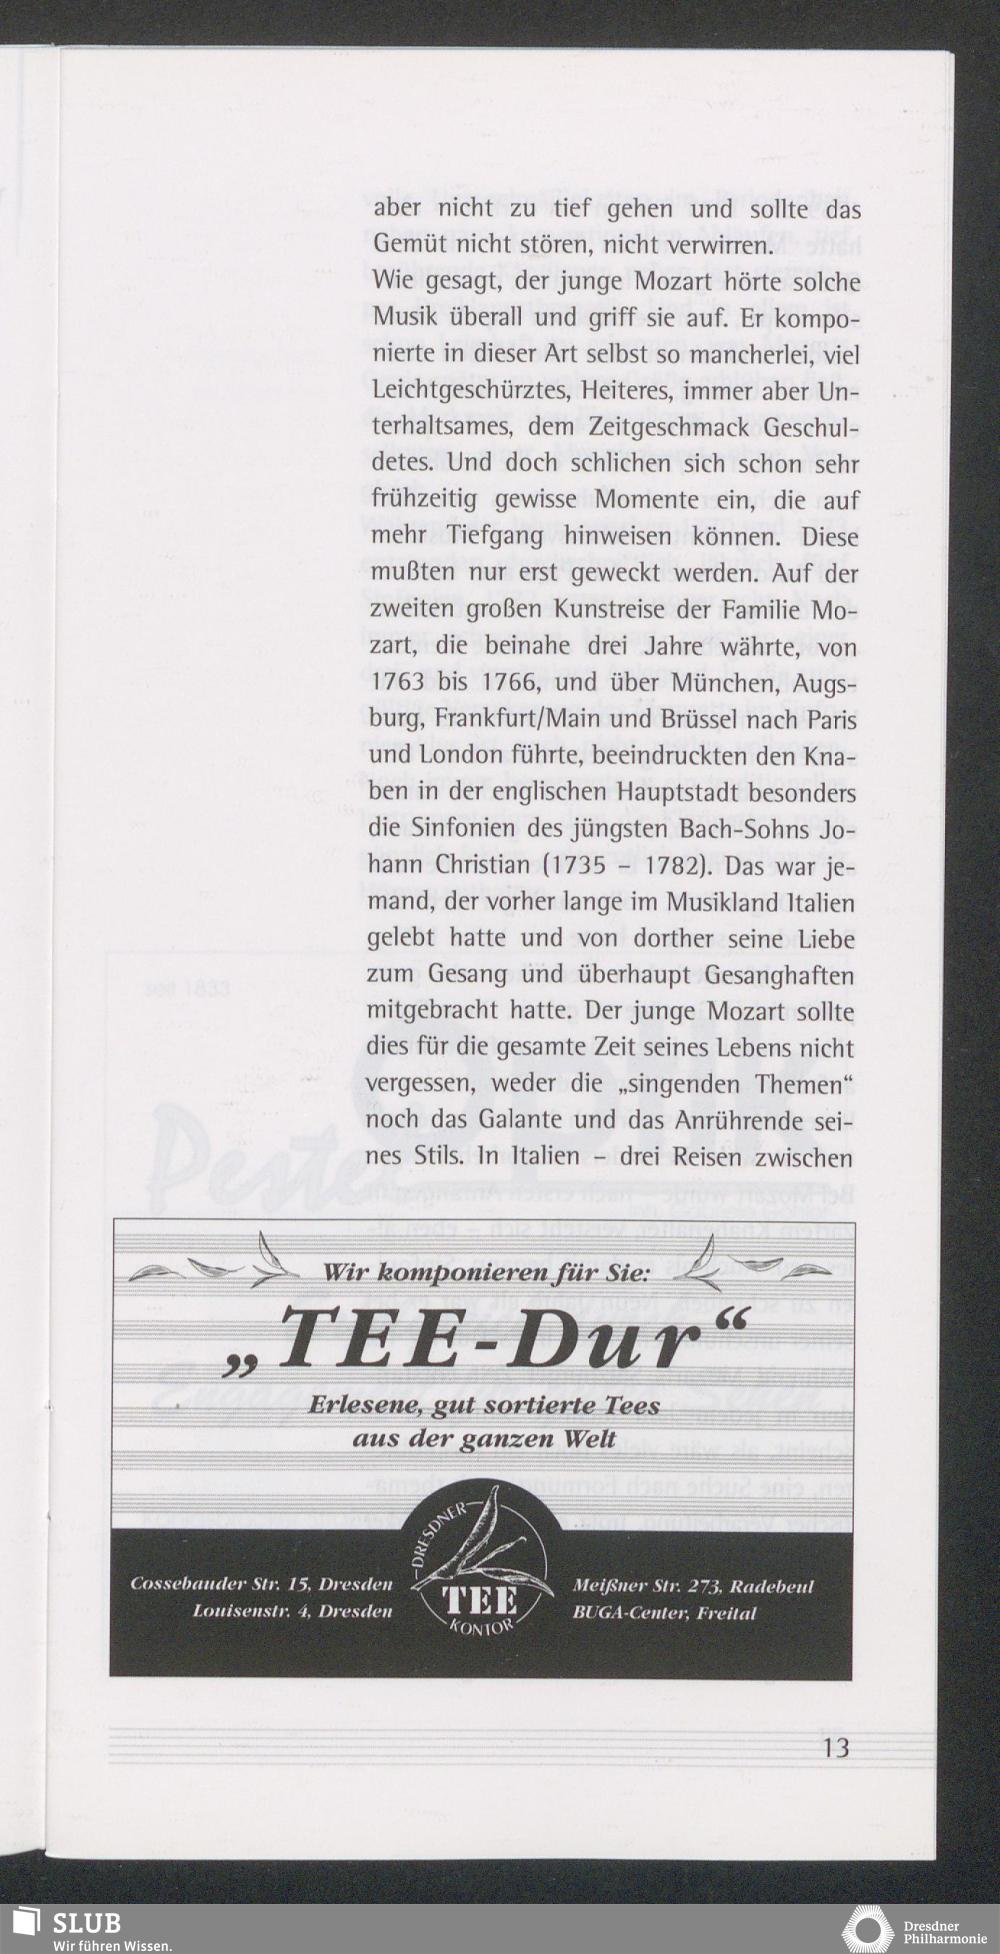 aber nicht zu tief gehen und sollte das
Gemüt nicht stören, nicht verwirren.
Wie gesagt, der junge Mozart hörte solche
Musik überall und griff sie auf. Er kompo-
nierte in dieser Art selbst so mancherlei, viel
Leichtgeschürztes, Heiteres, immer aber Un-
terhaltsames, dem Zeitgeschmack Geschul-
detes. Und doch schlichen sich schon sehr
frühzeitig gewisse Momente ein, die auf
mehr Tiefgang hinweisen können. Diese
mußten nur erst geweckt werden. Auf der
zweiten großen Kunstreise der Familie Mo-
zart, die beinahe drei Jahre währte, von
1763 bis 1766, und über München, Augs-
burg, Frankfurt/Main und Brüssel nach Paris
und London führte, beeindruckten den Kna-
ben in der englischen Hauptstadt besonders
die Sinfonien des jüngsten Bach-Sohns Jo-
hann Christian (1735 – 1782). Das war je-
mand, der vorher lange im Musikland Italien
gelebt hatte und von dorther seine Liebe
zum Gesang und überhaupt Gesanghaften
mitgebracht hatte. Der junge Mozart sollte
dies für die gesamte Zeit seines Lebens nicht
vergessen, weder die „singenden Themen“
noch das Galante und das Anrührende sei-
nes Stils. In Italien – drei Reisen zwischen
Wir komponieren für Sie:
„TEE-Dur“
Erlesene, gut sortierte Tees
aus der ganzen Welt
DRESDNER
TEE
KONTOR
Cossebauder Str. 15, Dresden
Louisenstr. 4, Dresden
Meißner Str. 273, Radebeul
BUGA-Center, Freital
13
SLUB
Wir führen Wissen.
Dresdner
Philharmonie